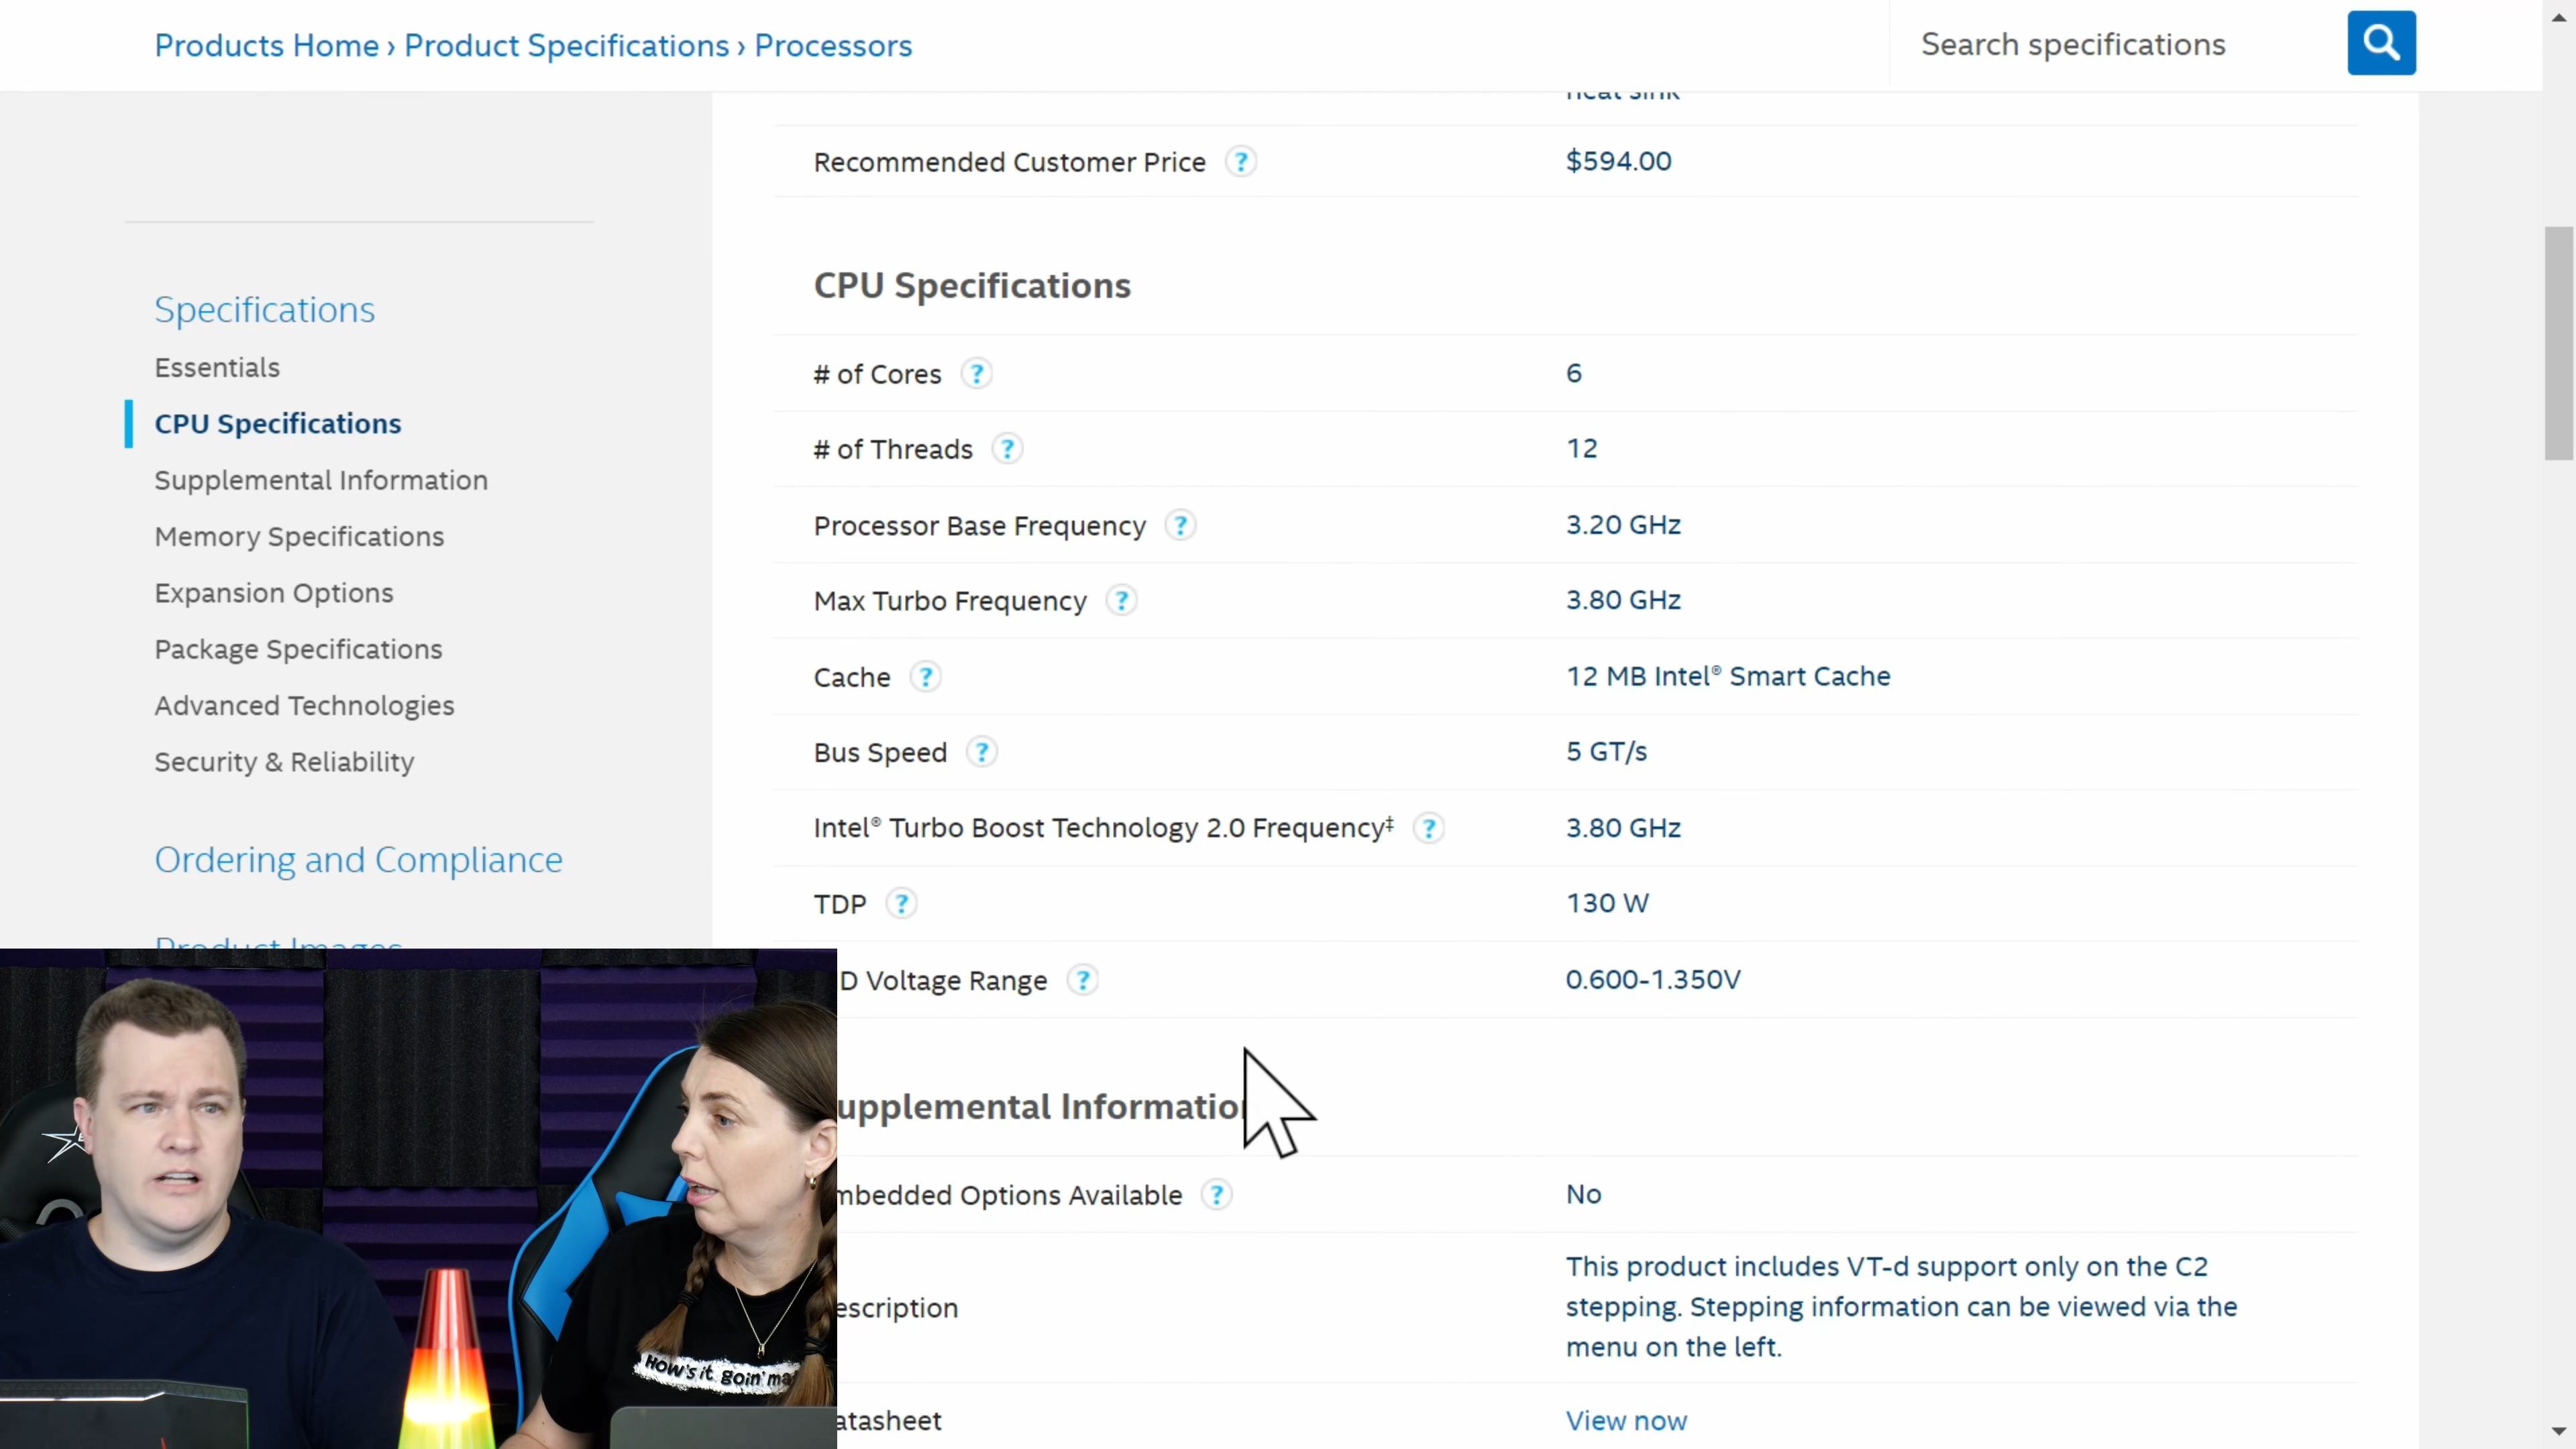 Products Home › Product Specifications › Processors
Search specifications
heat sink
Recommended Customer Price ? $594.00
Specifications
Essentials
CPU Specifications
Supplemental Information
Memory Specifications
Expansion Options
Package Specifications
Advanced Technologies
Security & Reliability
Ordering and Compliance
Product Images
CPU Specifications
# of Cores ? 6
# of Threads ? 12
Processor Base Frequency ? 3.20 GHz
Max Turbo Frequency ? 3.80 GHz
Cache ? 12 MB Intel® Smart Cache
Bus Speed ? 5 GT/s
Intel® Turbo Boost Technology 2.0 Frequency‡ ? 3.80 GHz
TDP ? 130 W
D Voltage Range ? 0.600-1.350V
upplemental Information
mbedded Options Available ? No
escription
This product includes VT-d support only on the C2
stepping. Stepping information can be viewed via the
menu on the left.
atasheet View now
How's it goin' ma